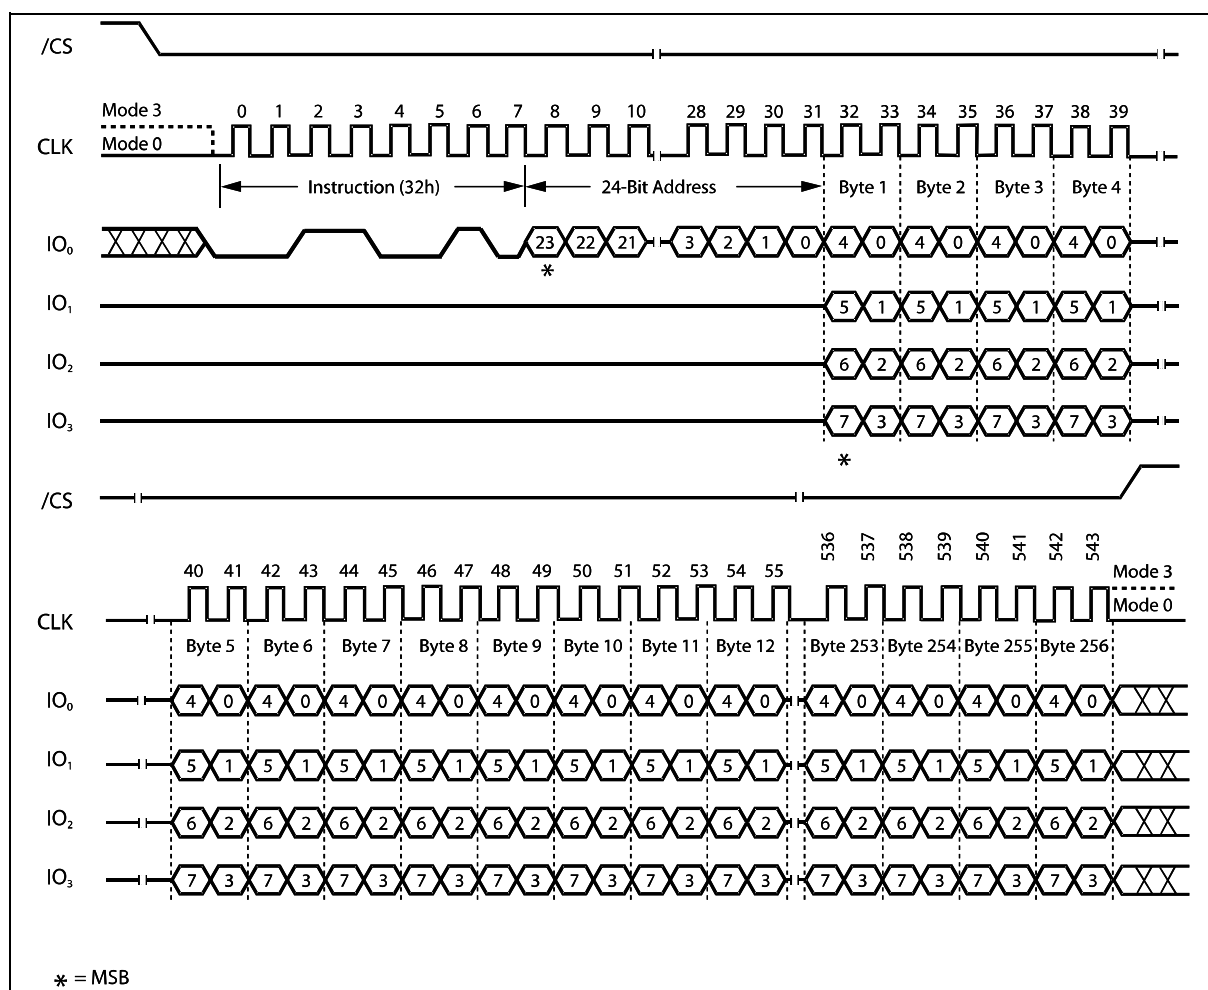 /CS
Mode 3
0 1 2 3 4 5 6 7 8 9 10 28 29 30 31 32 33 34 35 36 37 38 39
CLK
Mode 0
Instruction (32h) 24-Bit Address Byte 1 Byte 2 Byte 3 Byte 4
IO₀ 23 22 21 3 2 1 0 4 0 4 0 4 0 4 0
*
IO₁ 5 1 5 1 5 1 5 1
IO₂ 6 2 6 2 6 2 6 2
IO₃ 7 3 7 3 7 3 7 3
*
/CS
536 537 538 539 540 541 542 543
40 41 42 43 44 45 46 47 48 49 50 51 52 53 54 55
Mode 3
CLK
Mode 0
Byte 5 Byte 6 Byte 7 Byte 8 Byte 9 Byte 10 Byte 11 Byte 12 Byte 253 Byte 254 Byte 255 Byte 256
IO₀ 4 0 4 0 4 0 4 0 4 0 4 0 4 0 4 0 4 0 4 0 4 0 4 0
IO₁ 5 1 5 1 5 1 5 1 5 1 5 1 5 1 5 1 5 1 5 1 5 1 5 1
IO₂ 6 2 6 2 6 2 6 2 6 2 6 2 6 2 6 2 6 2 6 2 6 2 6 2
IO₃ 7 3 7 3 7 3 7 3 7 3 7 3 7 3 7 3 7 3 7 3 7 3 7 3
* = MSB